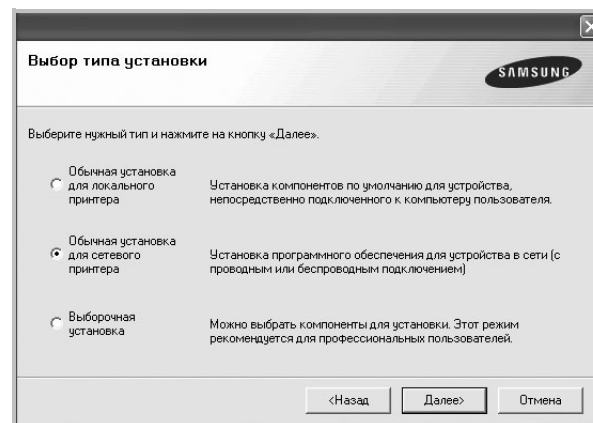 Выбор типа установки
SAMSUNG
Выберите нужный тип и нажмите на кнопку «Далее».
Обычная установка
для локального
принтера
Установка компонентов по умолчанию для устройства,
непосредственно подключенного к компьютеру пользователя.
Обычная установка
для сетевого
принтера
Установка программного обеспечения для устройства в сети (с
проводным или беспроводным подключением)
Выборочная
установка
Можно выбрать компоненты для установки. Этот режим
рекомендуется для профессиональных пользователей.
<Назад
Далее>
Отмена